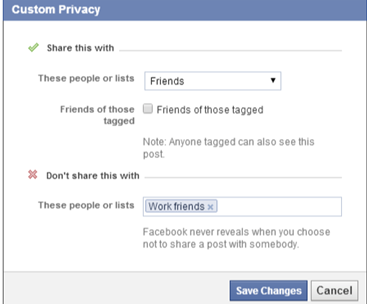 Custom Privacy
Share this with
These people or lists
Friends
Friends of those
tagged
Friends of those tagged
Note: Anyone tagged can also see this
post.
Don't share this with
These people or lists
Work friends ×
Facebook never reveals when you choose
not to share a post with somebody.
Save Changes
Cancel